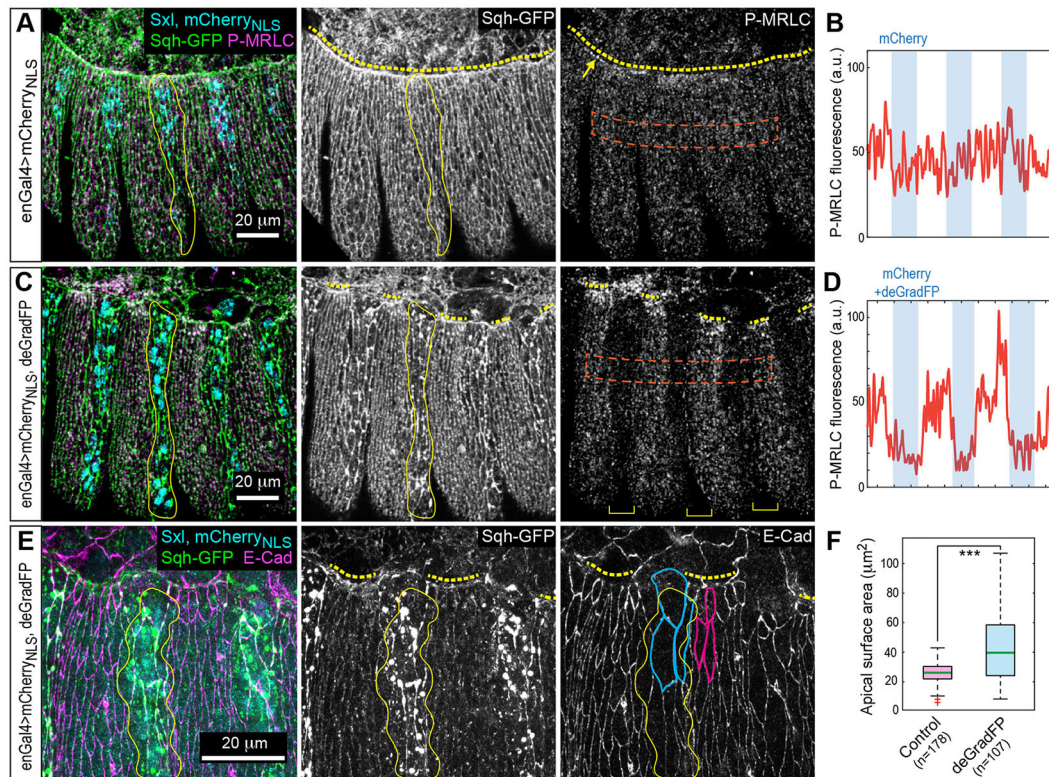 A
enGal4>mCherryNLS
Sxl, mCherryNLS
Sqh-GFP P-MRLC
20 μm
Sqh-GFP
P-MRLC
B
mCherry
P-MRLC fluorescence (a.u.)
100
50
0
C
enGal4>mCherryNLS, deGradFP
20 μm
D
mCherry
+deGradFP
P-MRLC fluorescence (a.u.)
100
50
0
E
enGal4>mCherryNLS, deGradFP
Sxl, mCherryNLS
Sqh-GFP E-Cad
20 μm
Sqh-GFP
E-Cad
F
Apical surface area (μm²)
100
80
60
40
20
0
***
Control
(n=178)
deGradFP
(n=107)